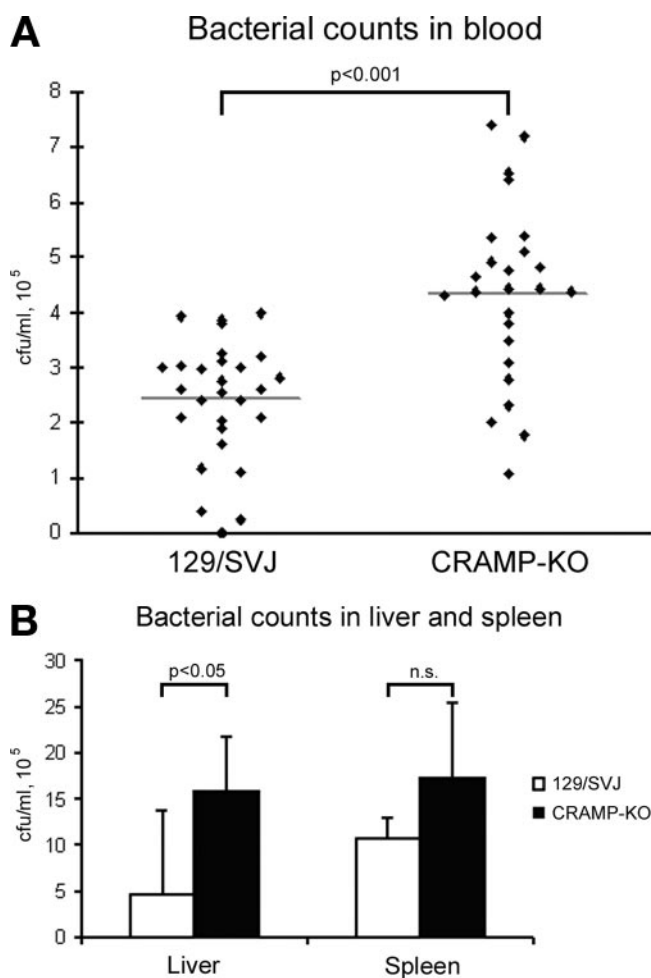 A
Bacterial counts in blood
p<0.001
8
7
6
5
4
3
2
1
0
cfu/ml, 10⁵
129/SVJ CRAMP-KO
B
Bacterial counts in liver and spleen
30
25
20
15
10
5
0
cfu/ml, 10⁵
p<0.05
n.s.
129/SVJ
CRAMP-KO
Liver Spleen